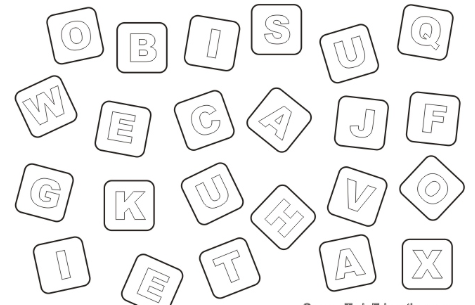 O B I S U Q
W E C A J F
G K U H V O
I E T A X